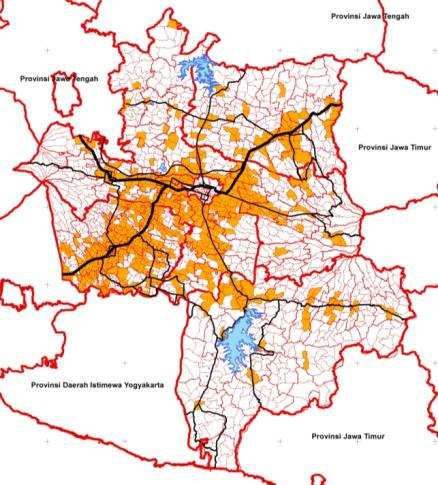 Provinsi Jawa Tengah
Provinsi Jawa Tengah
Provinsi Jawa Timur
Provinsi Daerah Istimewa Yogyakarta
Provinsi Jawa Timur